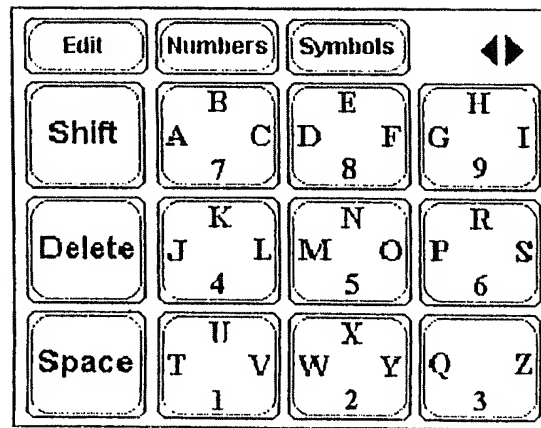 Edit Numbers Symbols
B E H
Shift A C D F G I
7 8 9
K N R
Delete J L M O P S
4 5 6
U X
Space T V W Y Q Z
1 2 3